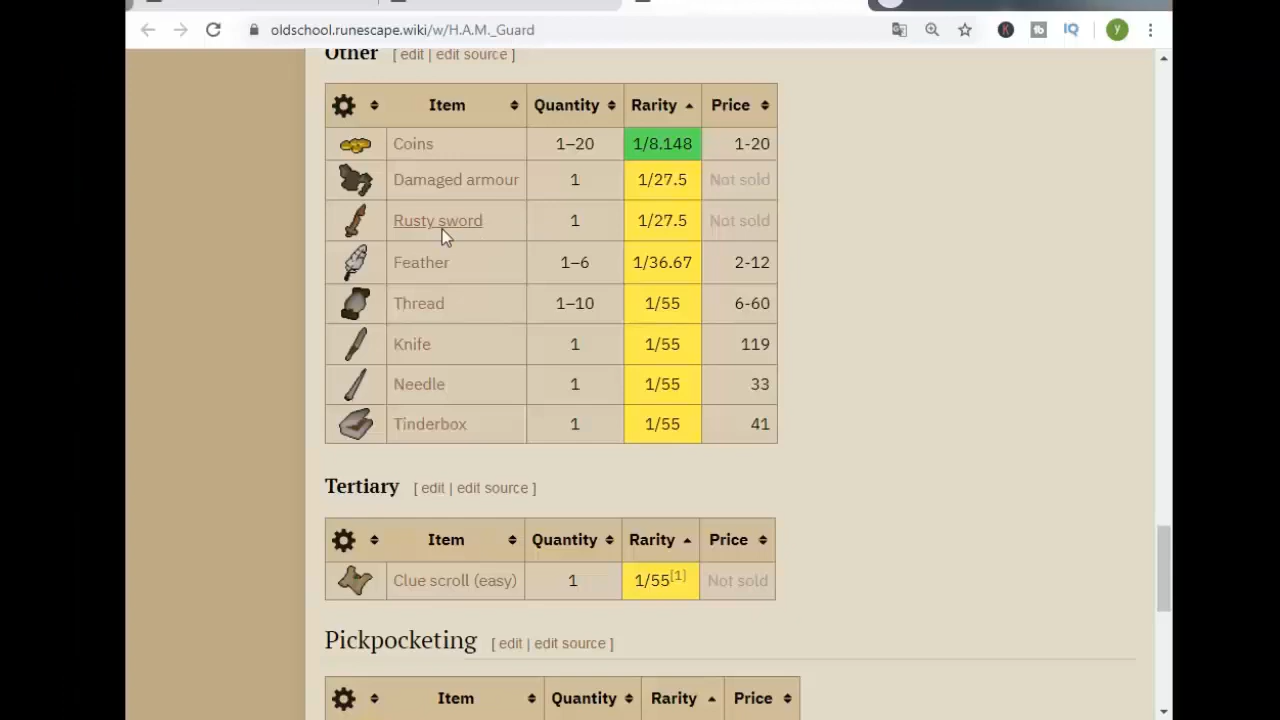 oldschool.runescape.wiki/w/H.A.M._Guard
y
Other [ edit | edit source ]
Item Quantity Rarity Price
Coins 1–20 1/8.148 1-20
Damaged armour 1 1/27.5 Not sold
Rusty sword 1 1/27.5 Not sold
Feather 1–6 1/36.67 2-12
Thread 1–10 1/55 6-60
Knife 1 1/55 119
Needle 1 1/55 33
Tinderbox 1 1/55 41
Tertiary [ edit | edit source ]
Item Quantity Rarity Price
Clue scroll (easy) 1 1/55[1] Not sold
Pickpocketing [ edit | edit source ]
Item Quantity Rarity Price